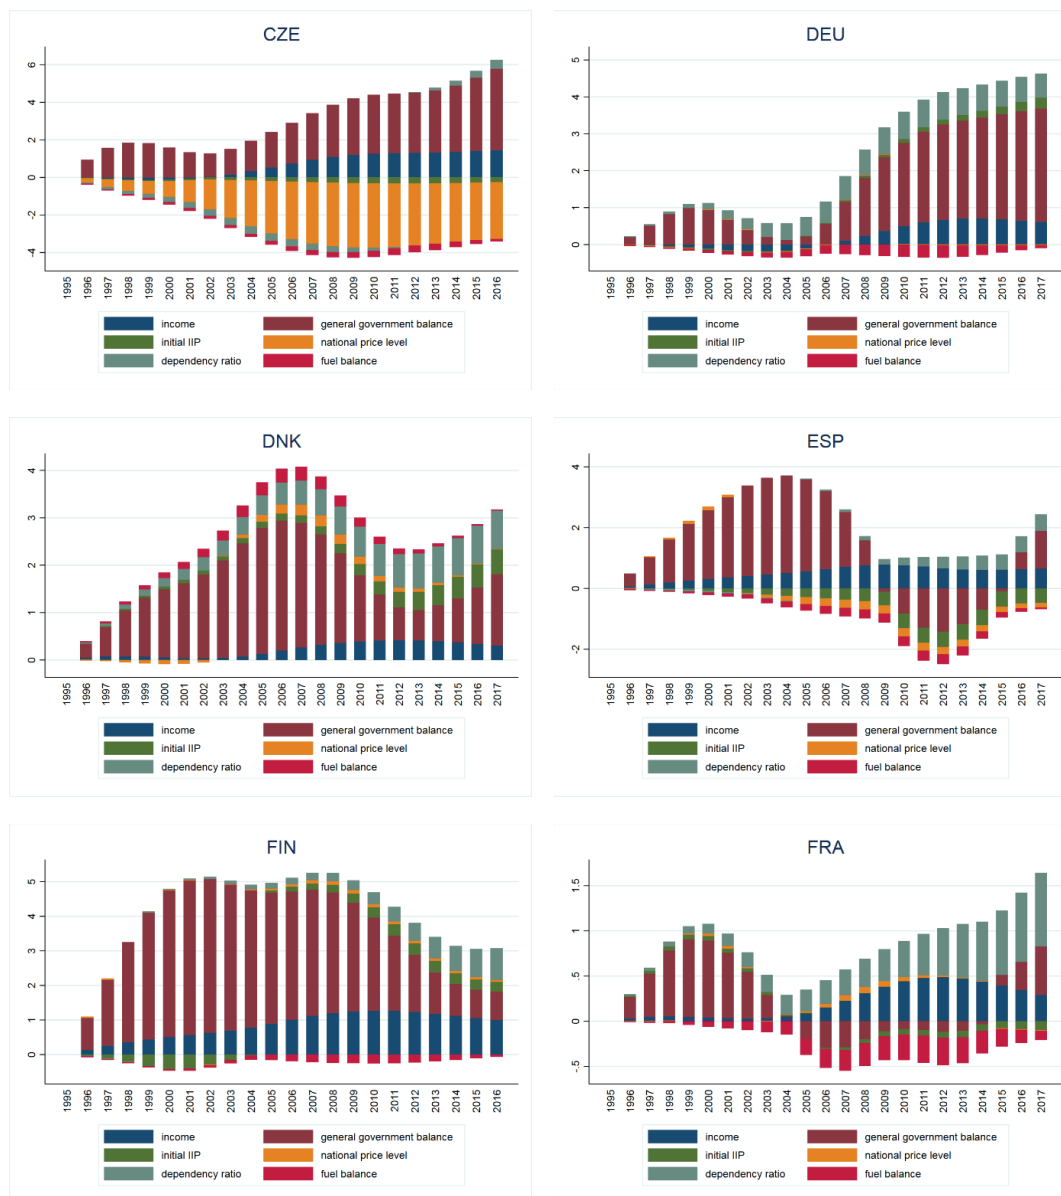 CZE
6
4
2
0
-2
-4
1995 1996 1997 1998 1999 2000 2001 2002 2003 2004 2005 2006 2007 2008 2009 2010 2011 2012 2013 2014 2015 2016
income general government balance
initial IIP national price level
dependency ratio fuel balance
DEU
5
4
3
2
1
0
1995 1996 1997 1998 1999 2000 2001 2002 2003 2004 2005 2006 2007 2008 2009 2010 2011 2012 2013 2014 2015 2016 2017
income general government balance
initial IIP national price level
dependency ratio fuel balance
DNK
4
3
2
1
0
1995 1996 1997 1998 1999 2000 2001 2002 2003 2004 2005 2006 2007 2008 2009 2010 2011 2012 2013 2014 2015 2016 2017
income general government balance
initial IIP national price level
dependency ratio fuel balance
ESP
4
2
0
-2
1995 1996 1997 1998 1999 2000 2001 2002 2003 2004 2005 2006 2007 2008 2009 2010 2011 2012 2013 2014 2015 2016 2017
income general government balance
initial IIP national price level
dependency ratio fuel balance
FIN
5
4
3
2
1
0
1995 1996 1997 1998 1999 2000 2001 2002 2003 2004 2005 2006 2007 2008 2009 2010 2011 2012 2013 2014 2015 2016
income general government balance
initial IIP national price level
dependency ratio fuel balance
FRA
1.5
1
.5
0
-.5
1995 1996 1997 1998 1999 2000 2001 2002 2003 2004 2005 2006 2007 2008 2009 2010 2011 2012 2013 2014 2015 2016 2017
income general government balance
initial IIP national price level
dependency ratio fuel balance